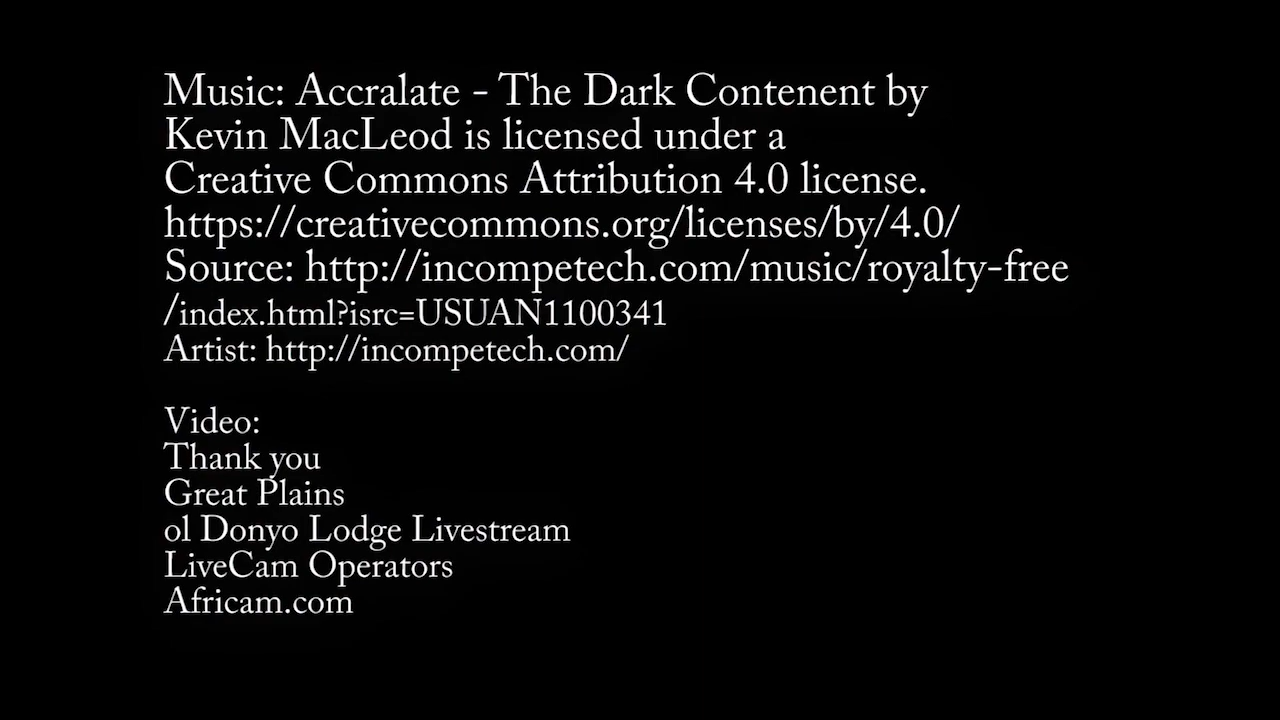 Music: Accralate - The Dark Contenent by
Kevin MacLeod is licensed under a
Creative Commons Attribution 4.0 license.
https://creativecommons.org/licenses/by/4.0/
Source: http://incompetech.com/music/royalty-free
/index.html?isrc=USUAN1100341
Artist: http://incompetech.com/
Video:
Thank you
Great Plains
ol Donyo Lodge Livestream
LiveCam Operators
Africam.com